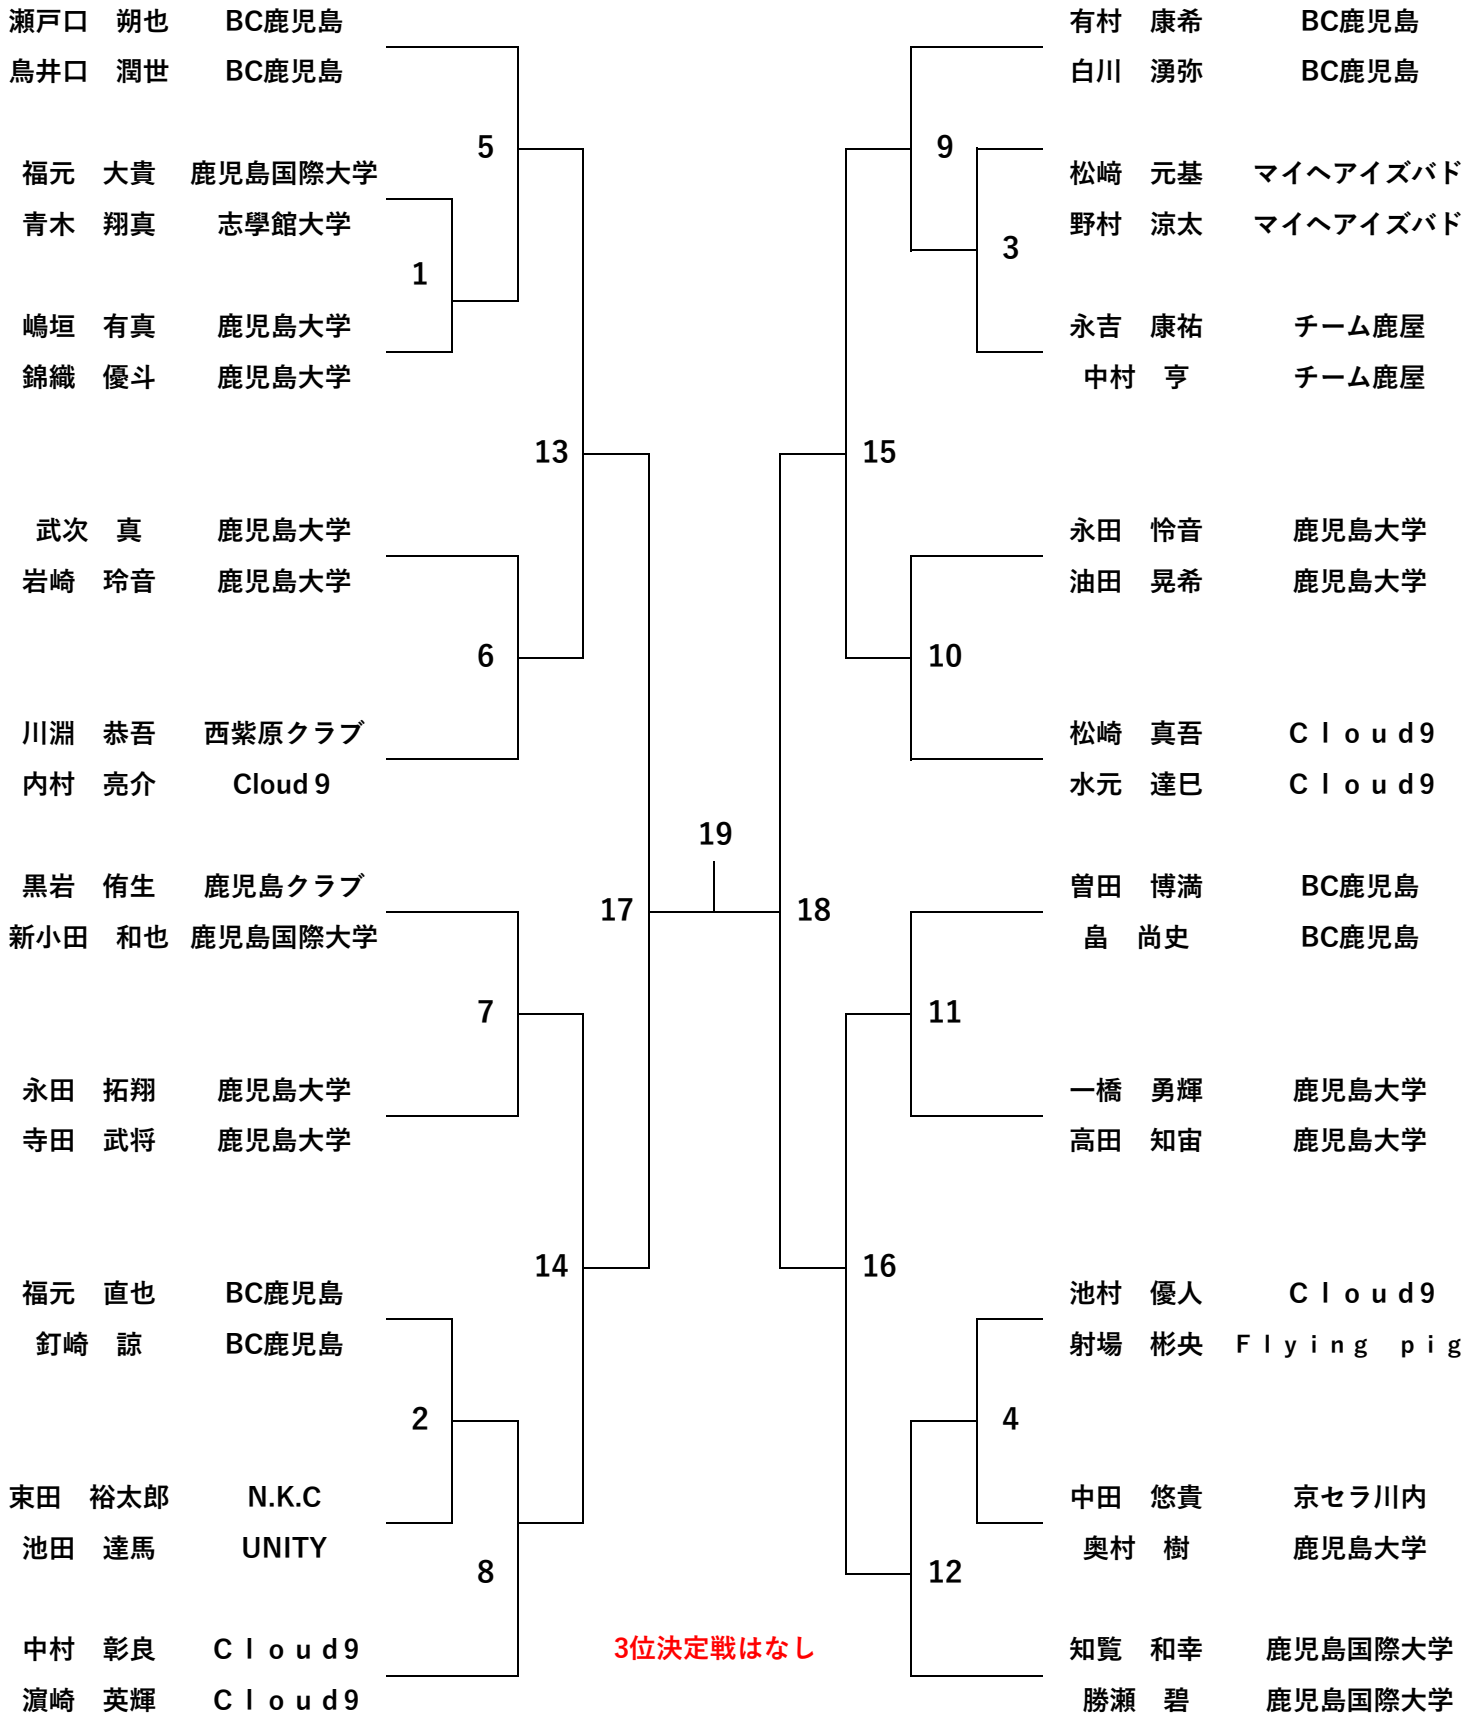 瀬戸口　朔也　BC鹿児島
鳥井口　潤世　BC鹿児島
5
福元　大貴　鹿児島国際大学
青木　翔真　志學館大学
1
嶋垣　有真　鹿児島大学
錦織　優斗　鹿児島大学
13
武次　真　鹿児島大学
岩崎　玲音　鹿児島大学
6
川淵　恭吾　西紫原クラブ
内村　亮介　Cloud９
黒岩　侑生　鹿児島クラブ
新小田　和也　鹿児島国際大学
17
7
永田　拓翔　鹿児島大学
寺田　武将　鹿児島大学
14
福元　直也　BC鹿児島
釘崎　諒　BC鹿児島
2
束田　裕太郎　N.K.C
池田　達馬　UNITY
8
中村　彰良　Ｃｌｏｕｄ９
濵崎　英輝　Ｃｌｏｕｄ９
19
3位決定戦はなし
有村　康希　BC鹿児島
白川　湧弥　BC鹿児島
9
松﨑　元基　マイヘアイズバド
野村　涼太　マイヘアイズバド
3
永吉　康祐　チーム鹿屋
中村　亨　チーム鹿屋
15
永田　怜音　鹿児島大学
油田　晃希　鹿児島大学
10
松崎　真吾　Ｃｌｏｕｄ９
水元　達巳　Ｃｌｏｕｄ９
曽田　博満　BC鹿児島
畠　尚史　BC鹿児島
18
11
一橋　勇輝　鹿児島大学
高田　知宙　鹿児島大学
16
池村　優人　Ｃｌｏｕｄ９
射場　彬央　Ｆｌｙｉｎｇ　ｐｉｇ
4
中田　悠貴　京セラ川内
奥村　樹　鹿児島大学
12
知覧　和幸　鹿児島国際大学
勝瀬　碧　鹿児島国際大学